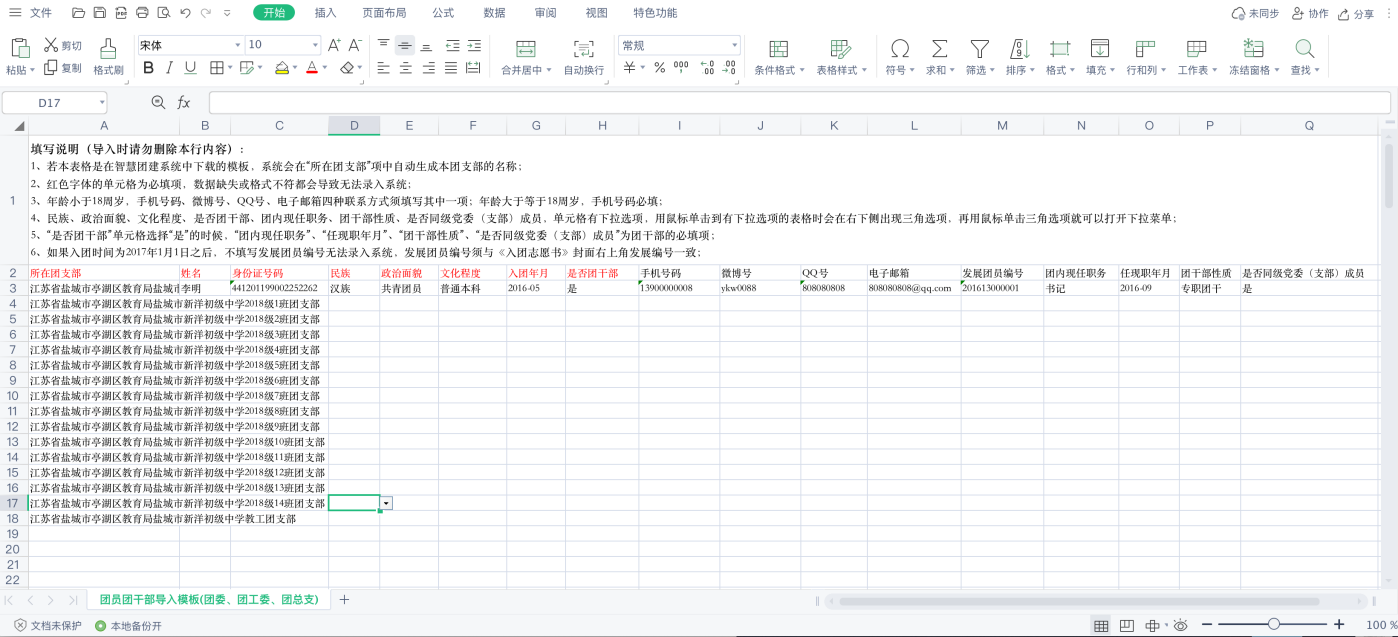 文件 开始 插入 页面布局 公式 数据 审阅 视图 特色功能 未同步 协作 分享
粘贴 剪切 复制 格式刷 宋体 10 A+ A- B I U A 合并居中 自动换行 常规 ¥ % 000 条件格式 表格样式 符号 求和 筛选 排序 格式 填充 行和列 工作表 冻结窗格 查找
D17 fx
A B C D E F G H I J K L M N O P Q
1
填写说明（导入时请勿删除本行内容）：
1、若本表格是在智慧团建系统中下载的模板，系统会在“所在团支部”项中自动生成本团支部的名称；
2、红色字体的单元格为必填项，数据缺失或格式不符都会导致无法录入系统；
3、年龄小于18周岁，手机号码、微博号、QQ号、电子邮箱四种联系方式须填写其中一项；年龄大于等于18周岁，手机号码必填；
4、民族、政治面貌、文化程度、是否团干部、团内现任职务、团干部性质、是否同级党委（支部）成员，单元格有下拉选项，用鼠标单击到有下拉选项的表格时会在右下侧出现三角选项，再用鼠标单击三角选项就可以打开下拉菜单；
5、“是否团干部”单元格选择“是”的时候，“团内现任职务”、“任现职年月”、“团干部性质”、“是否同级党委（支部）成员”为团干部的必填项；
6、如果入团时间为2017年1月1日之后，不填写发展团员编号无法录入系统，发展团员编号须与《入团志愿书》封面右上角发展编号一致；
2 所在团支部 姓名 身份证号码 民族 政治面貌 文化程度 入团年月 是否团干部 手机号码 微博号 QQ号 电子邮箱 发展团员编号 团内现任职务 任现职年月 团干部性质 是否同级党委（支部）成员
3 江苏省盐城市亭湖区教育局盐城市 李明 441201199002252262 汉族 共青团员 普通本科 2016-05 是 13900000008 ykw0088 808080808 808080808@qq.com 201613000001 书记 2016-09 专职团干 是
4 江苏省盐城市亭湖区教育局盐城市新洋初级中学2018级1班团支部
5 江苏省盐城市亭湖区教育局盐城市新洋初级中学2018级2班团支部
6 江苏省盐城市亭湖区教育局盐城市新洋初级中学2018级3班团支部
7 江苏省盐城市亭湖区教育局盐城市新洋初级中学2018级4班团支部
8 江苏省盐城市亭湖区教育局盐城市新洋初级中学2018级5班团支部
9 江苏省盐城市亭湖区教育局盐城市新洋初级中学2018级6班团支部
10 江苏省盐城市亭湖区教育局盐城市新洋初级中学2018级7班团支部
11 江苏省盐城市亭湖区教育局盐城市新洋初级中学2018级8班团支部
12 江苏省盐城市亭湖区教育局盐城市新洋初级中学2018级9班团支部
13 江苏省盐城市亭湖区教育局盐城市新洋初级中学2018级10班团支部
14 江苏省盐城市亭湖区教育局盐城市新洋初级中学2018级11班团支部
15 江苏省盐城市亭湖区教育局盐城市新洋初级中学2018级12班团支部
16 江苏省盐城市亭湖区教育局盐城市新洋初级中学2018级13班团支部
17 江苏省盐城市亭湖区教育局盐城市新洋初级中学2018级14班团支部
18 江苏省盐城市亭湖区教育局盐城市新洋初级中学教工团支部
19
20
21
22
团员团干部导入模板(团委、团工委、团总支)
文档未保护 本地备份开 100 %